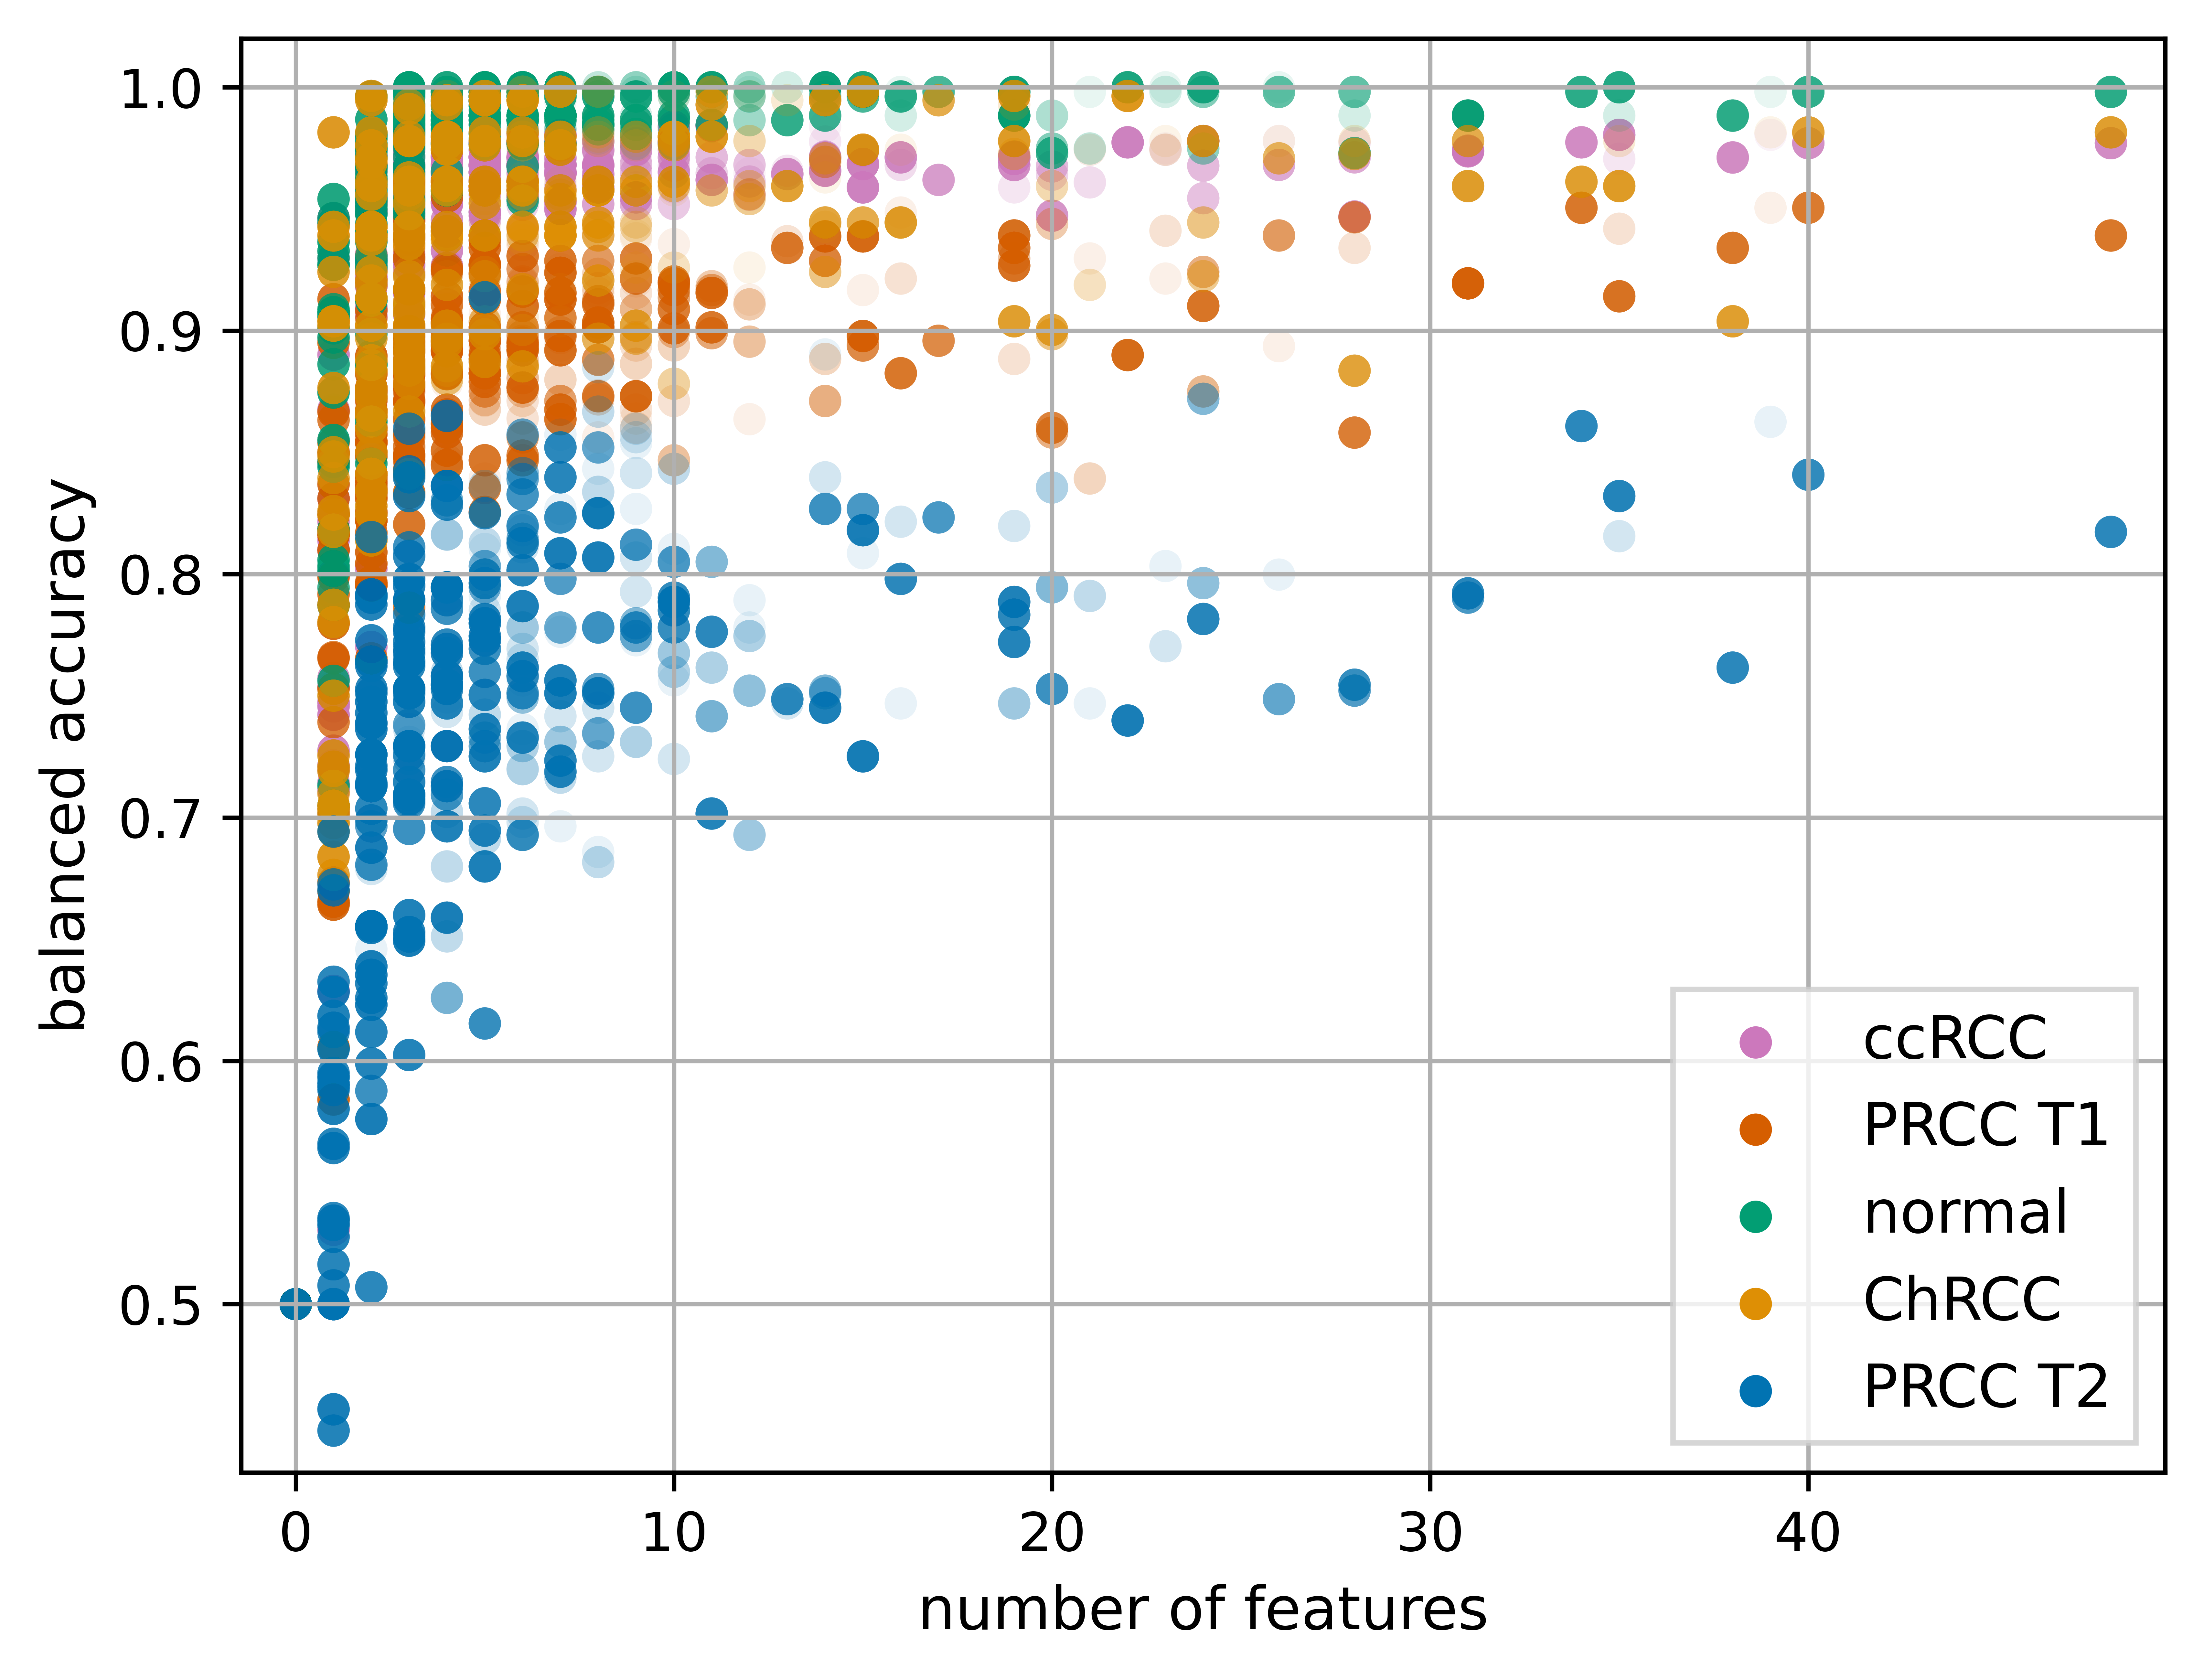 balanced accuracy
1.0
0.9
0.8
0.7
0.6
0.5
0
10
20
30
40
number of features
ccRCC
PRCC T1
normal
ChRCC
PRCC T2